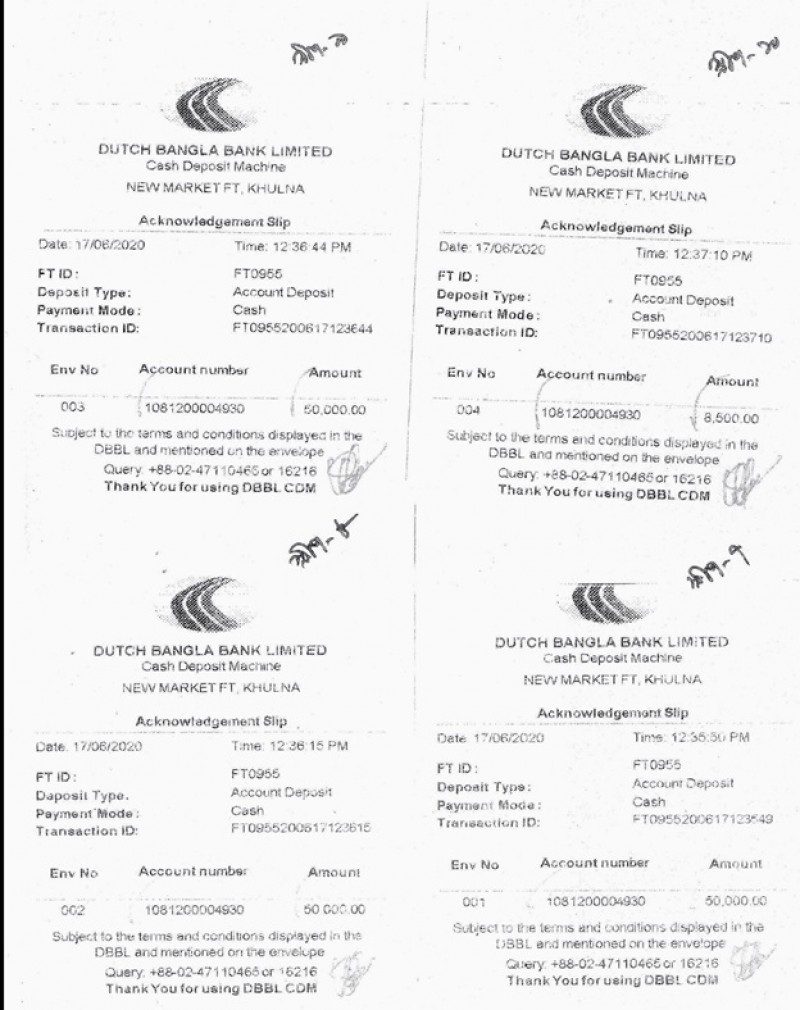 DUTCH BANGLA BANK LIMITED
Cash Deposit Machine
NEW MARKET FT, KHULNA
Acknowledgement Slip
Date: 17/06/2020 Time: 12:36:44 PM
FT ID: FT0955
Deposit Type: Account Deposit
Payment Mode: Cash
Transaction ID: FT0955200617123644
Env No Account number Amount
003 1081200004930 50,000.00
Subject to the terms and conditions displayed in the
DBBL and mentioned on the envelope
Query: +88-02-47110465 or 16216
Thank You for using DBBL CDM
DUTCH BANGLA BANK LIMITED
Cash Deposit Machine
NEW MARKET FT, KHULNA
Acknowledgement Slip
Date: 17/06/2020 Time: 12:37:10 PM
FT ID: FT0955
Deposit Type: Account Deposit
Payment Mode: Cash
Transaction ID: FT0955200617123710
Env No Account number Amount
004 1081200004930 8,500.00
Subject to the terms and conditions displayed in the
DBBL and mentioned on the envelope
Query: +88-02-47110465 or 16216
Thank You for using DBBL CDM
DUTCH BANGLA BANK LIMITED
Cash Deposit Machine
NEW MARKET FT, KHULNA
Acknowledgement Slip
Date: 17/06/2020 Time: 12:36:15 PM
FT ID: FT0955
Deposit Type: Account Deposit
Payment Mode: Cash
Transaction ID: FT0955200617123615
Env No Account number Amount
002 1081200004930 50,000.00
Subject to the terms and conditions displayed in the
DBBL and mentioned on the envelope
Query: +88-02-47110465 or 16216
Thank You for using DBBL CDM
DUTCH BANGLA BANK LIMITED
Cash Deposit Machine
NEW MARKET FT, KHULNA
Acknowledgement Slip
Date: 17/06/2020 Time: 12:35:50 PM
FT ID: FT0955
Deposit Type: Account Deposit
Payment Mode: Cash
Transaction ID: FT0955200617123549
Env No Account number Amount
001 1081200004930 50,000.00
Subject to the terms and conditions displayed in the
DBBL and mentioned on the envelope
Query: +88-02-47110465 or 16216
Thank You for using DBBL CDM